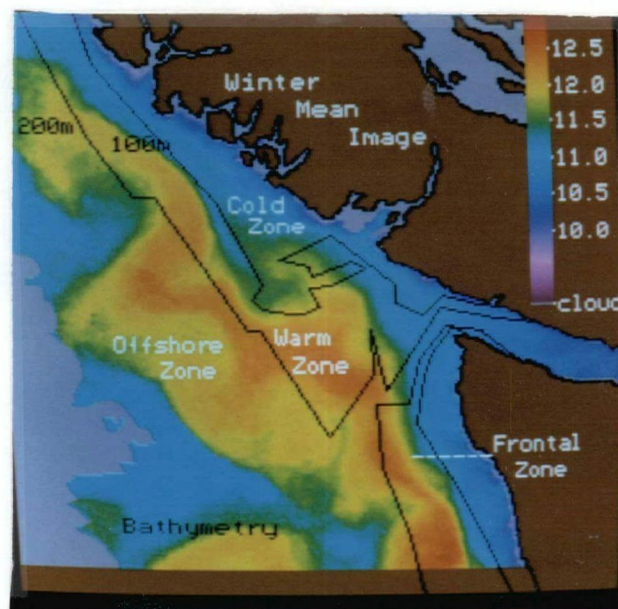 Winter
Mean
Image
12.5
12.0
11.5
11.0
10.5
10.0
cloud
200m
100m
Cold
Zone
Offshore
Zone
Warm
Zone
Frontal
Zone
Bathymetry